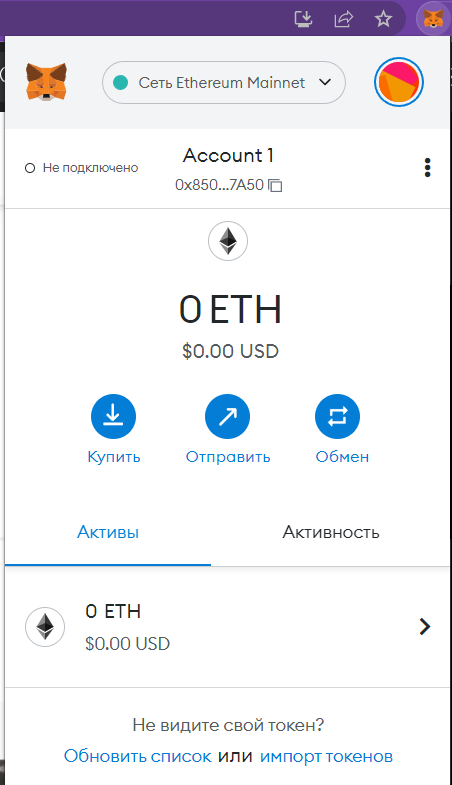 Сеть Ethereum Mainnet
Не подключено
Account 1
0x850...7A50
0 ETH
$0.00 USD
Купить Отправить Обмен
Активы Активность
0 ETH
$0.00 USD
Не видите свой токен?
Обновить список или импорт токенов